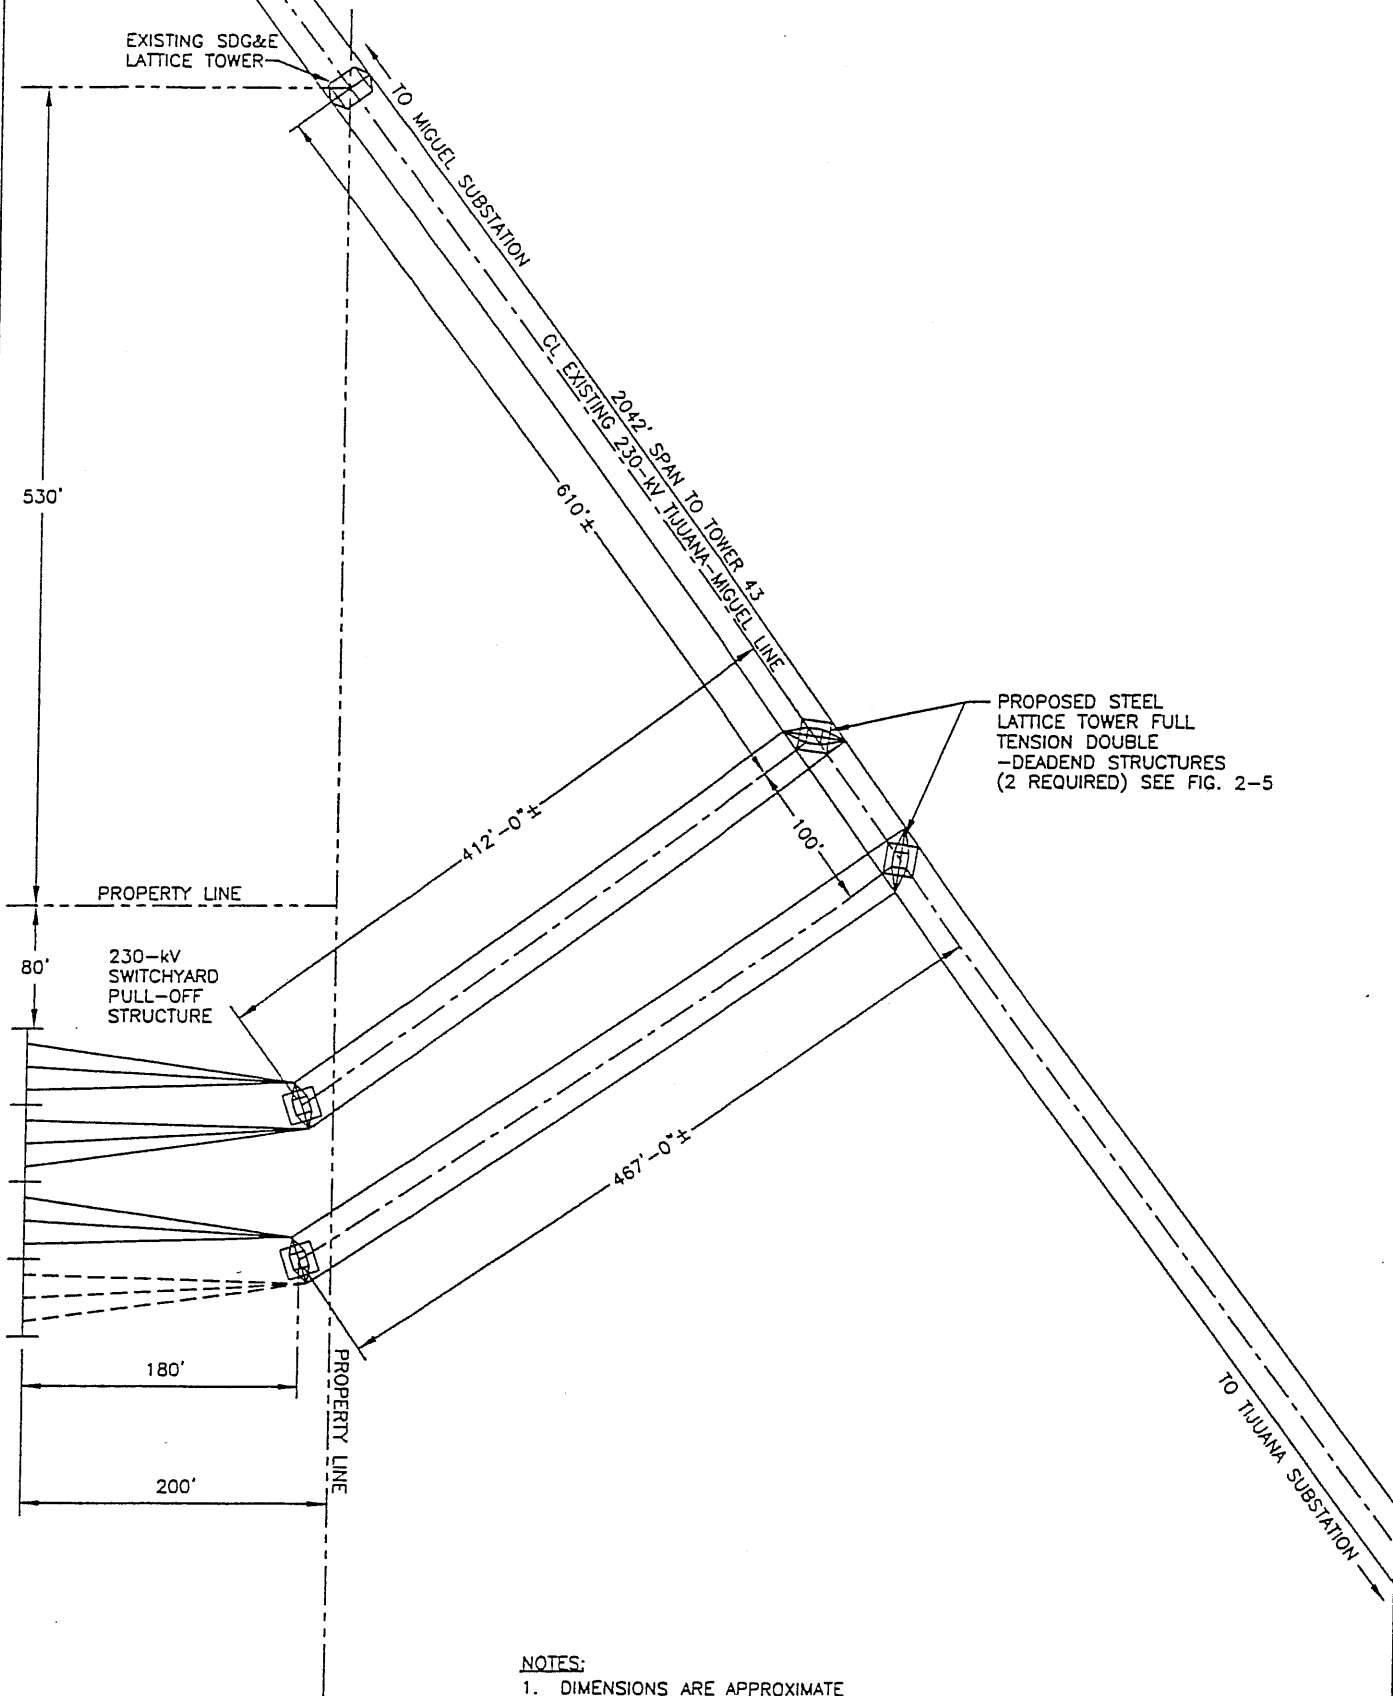 EXISTING SDG&E
LATTICE TOWER
TO MIGUEL SUBSTATION
2042' SPAN TO TOWER 43
CL EXISTING 230-kV TIJUANA-MIGUEL LINE
530'
610'±
PROPOSED STEEL
LATTICE TOWER FULL
TENSION DOUBLE
-DEADEND STRUCTURES
(2 REQUIRED) SEE FIG. 2-5
412'-0"±
100'
PROPERTY LINE
80'
230-kV
SWITCHYARD
PULL-OFF
STRUCTURE
467'-0"±
180'
PROPERTY LINE
200'
TO TIJUANA SUBSTATION
NOTES:
1. DIMENSIONS ARE APPROXIMATE